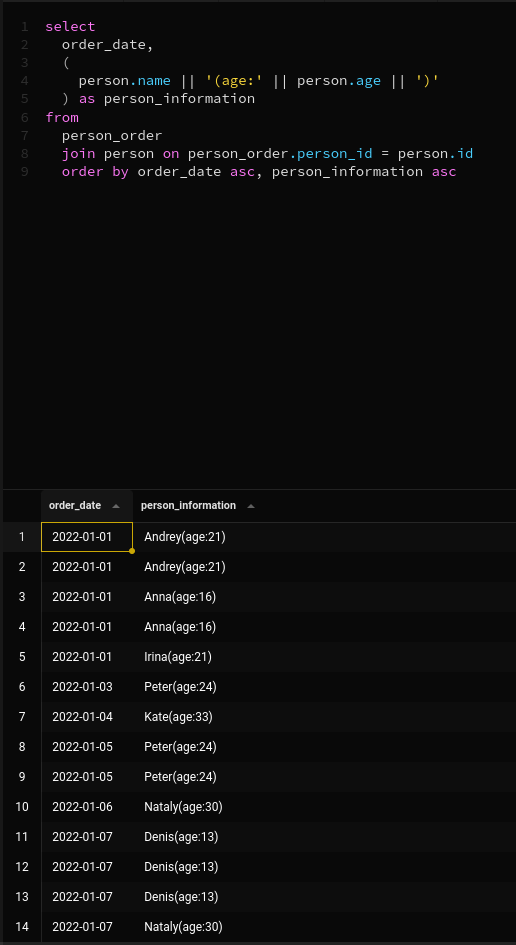 1 select
2   order_date,
3   (
4     person.name || '(age:' || person.age || ')'
5   ) as person_information
6 from
7   person_order
8   join person on person_order.person_id = person.id
9   order by order_date asc, person_information asc
order_date person_information
1 2022-01-01 Andrey(age:21)
2 2022-01-01 Andrey(age:21)
3 2022-01-01 Anna(age:16)
4 2022-01-01 Anna(age:16)
5 2022-01-01 Irina(age:21)
6 2022-01-03 Peter(age:24)
7 2022-01-04 Kate(age:33)
8 2022-01-05 Peter(age:24)
9 2022-01-05 Peter(age:24)
10 2022-01-06 Nataly(age:30)
11 2022-01-07 Denis(age:13)
12 2022-01-07 Denis(age:13)
13 2022-01-07 Denis(age:13)
14 2022-01-07 Nataly(age:30)